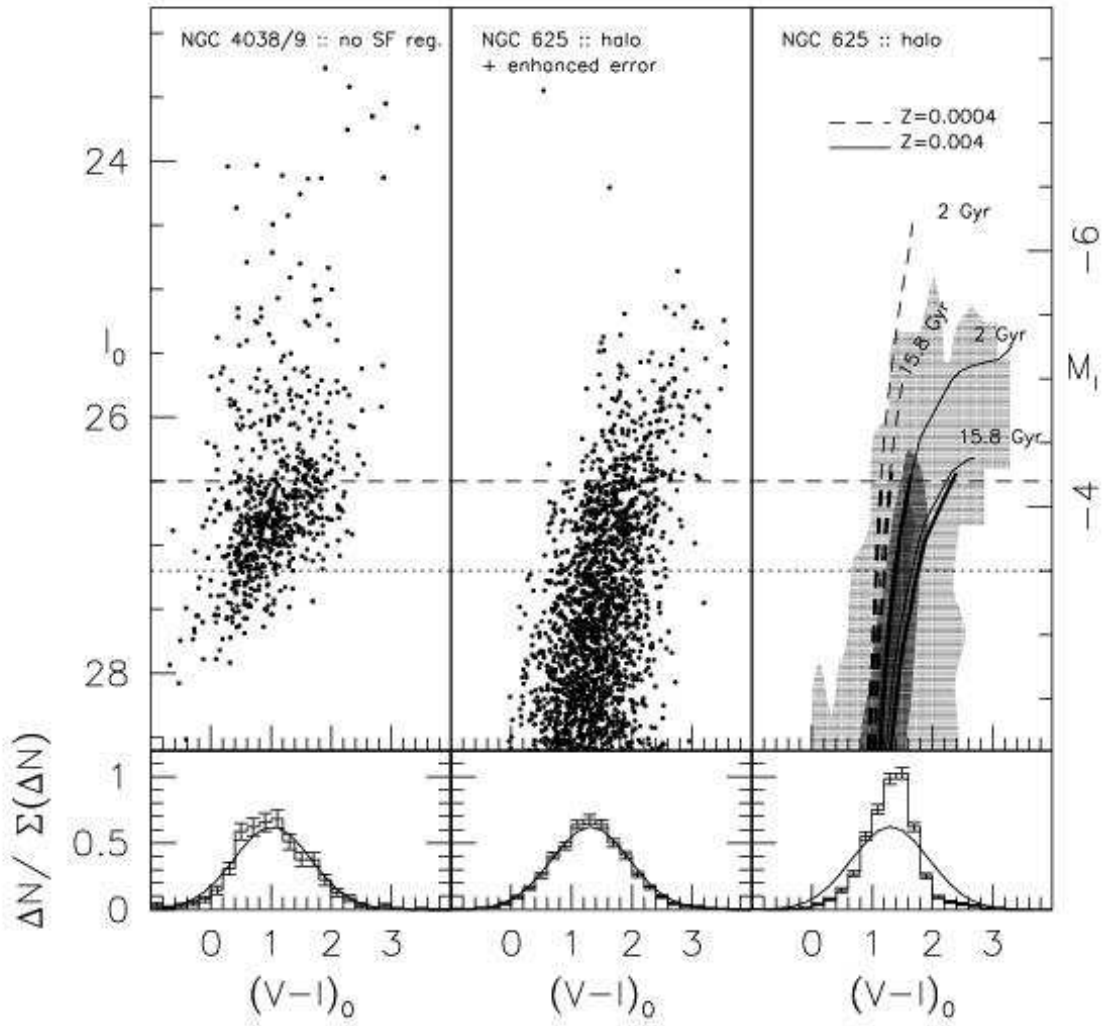 NGC 4038/9 :: no SF reg.
NGC 625 :: halo
+ enhanced error
NGC 625 :: halo
Z=0.0004
Z=0.004
2 Gyr
15.8 Gyr
2 Gyr
15.8 Gyr
24
I₀
26
28
-6
M_I
-4
ΔN/ Σ(ΔN)
1
0.5
0
0 1 2 3
0 1 2 3
0 1 2 3
(V-I)₀
(V-I)₀
(V-I)₀